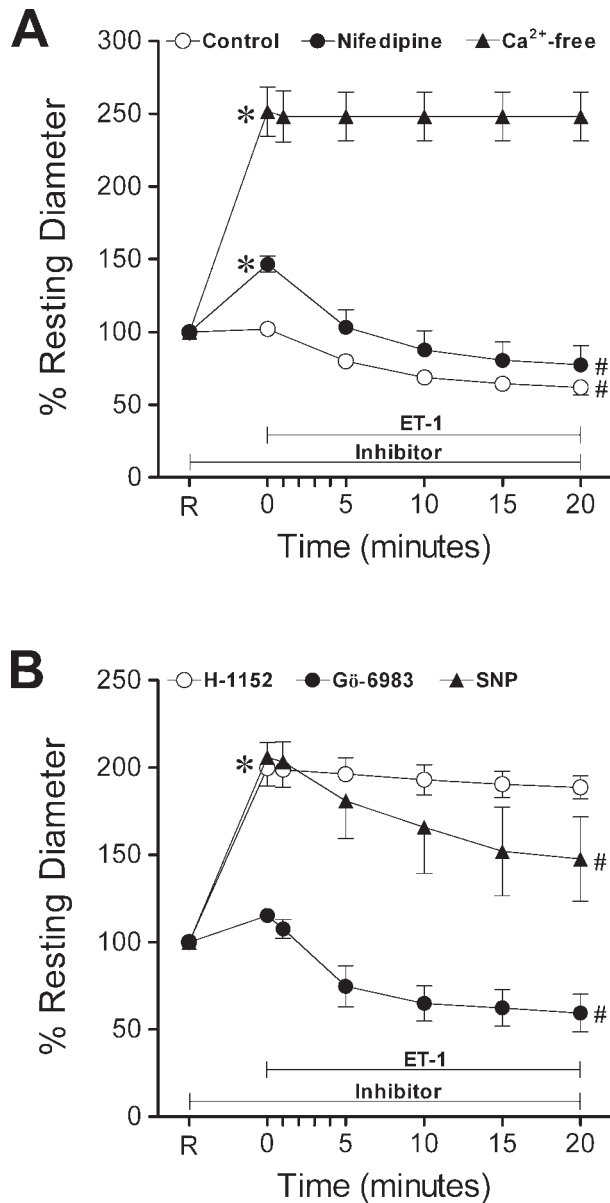 A
Control Nifedipine Ca2+-free
300
250
200
150
100
50
0
% Resting Diameter
*
*
#
#
ET-1
Inhibitor
R 0 5 10 15 20
Time (minutes)
B
H-1152 Gö-6983 SNP
250
200
150
100
50
0
% Resting Diameter
*
#
#
ET-1
Inhibitor
R 0 5 10 15 20
Time (minutes)